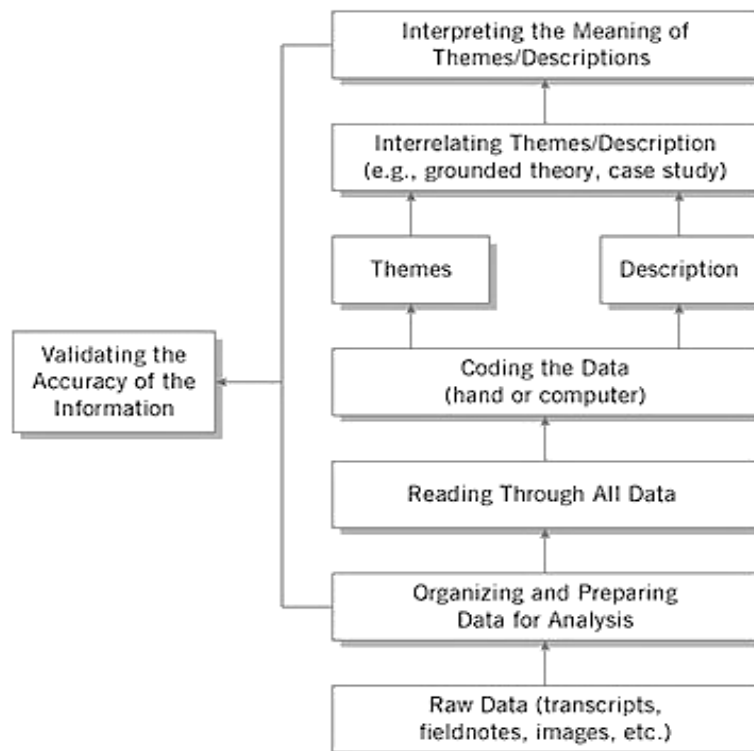 Interpreting the Meaning of
Themes/Descriptions
Interrelating Themes/Description
(e.g., grounded theory, case study)
Themes
Description
Validating the
Accuracy of the
Information
Coding the Data
(hand or computer)
Reading Through All Data
Organizing and Preparing
Data for Analysis
Raw Data (transcripts,
fieldnotes, images, etc.)